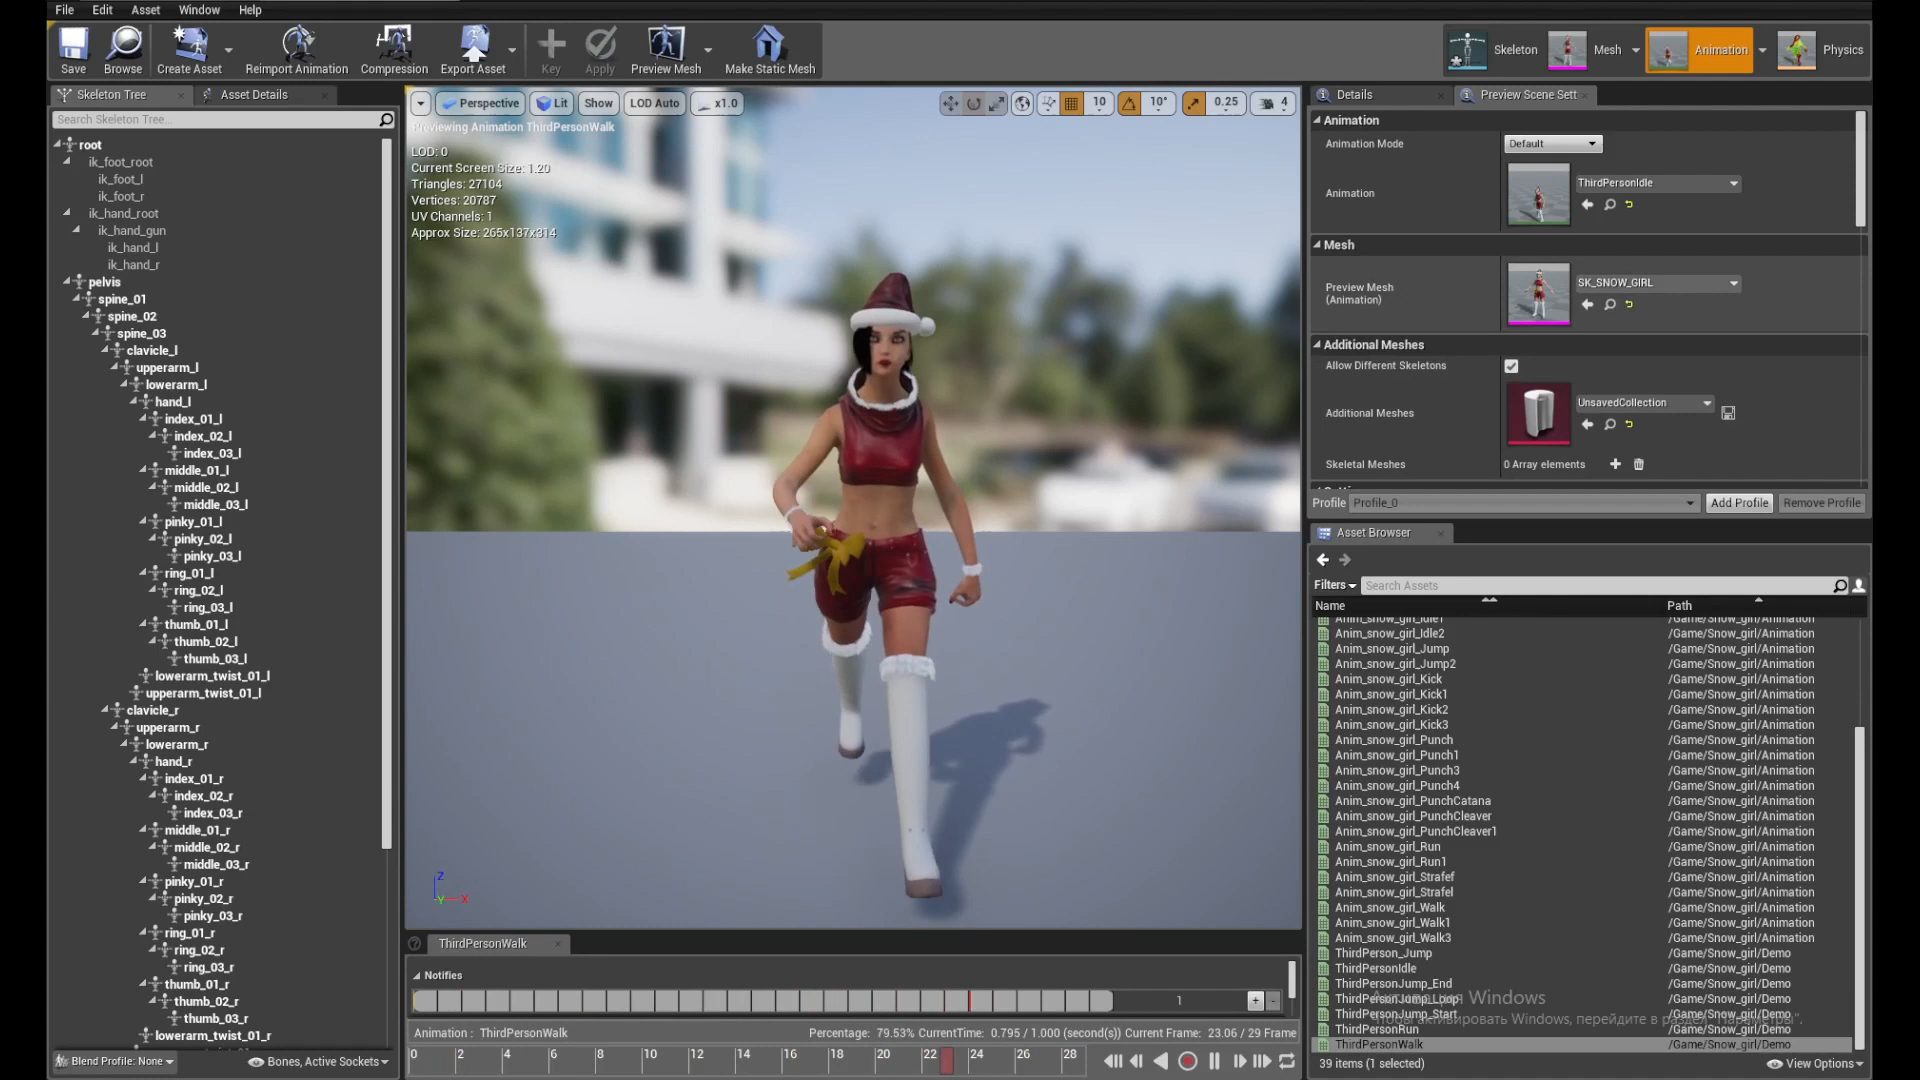 File Edit Asset Window Help
Save Browse Create Asset Reimport Animation Compression Export Asset Key Apply Preview Mesh Make Static Mesh Skeleton Mesh Animation Physics
Skeleton Tree Asset Details
Search Skeleton Tree...
root
ik_foot_root
ik_foot_l
ik_foot_r
ik_hand_root
ik_hand_gun
ik_hand_l
ik_hand_r
pelvis
spine_01
spine_02
spine_03
clavicle_l
upperarm_l
lowerarm_l
hand_l
index_01_l
index_02_l
index_03_l
middle_01_l
middle_02_l
middle_03_l
pinky_01_l
pinky_02_l
pinky_03_l
ring_01_l
ring_02_l
ring_03_l
thumb_01_l
thumb_02_l
thumb_03_l
lowerarm_twist_01_l
upperarm_twist_01_l
clavicle_r
upperarm_r
lowerarm_r
hand_r
index_01_r
index_02_r
index_03_r
middle_01_r
middle_02_r
middle_03_r
pinky_01_r
pinky_02_r
pinky_03_r
ring_01_r
ring_02_r
ring_03_r
thumb_01_r
thumb_02_r
thumb_03_r
lowerarm_twist_01_r
Blend Profile: None Bones, Active Sockets
Perspective Lit Show LOD Auto x1.0 10 10° 0.25 4
Previewing Animation ThirdPersonWalk
LOD: 0
Current Screen Size: 1.20
Triangles: 27104
Vertices: 20787
UV Channels: 1
Approx Size: 265x137x314
Z
Y X
ThirdPersonWalk
Notifies
1 + -
Animation : ThirdPersonWalk Percentage: 79.53% CurrentTime: 0.795 / 1.000 (second(s)) Current Frame: 23.06 / 29 Frame
0 2 4 6 8 10 12 14 16 18 20 22 24 26 28
Details Preview Scene Sett
Animation
Animation Mode Default
Animation ThirdPersonIdle
Mesh
Preview Mesh
(Animation) SK_SNOW_GIRL
Additional Meshes
Allow Different Skeletons
Additional Meshes UnsavedCollection
Skeletal Meshes 0 Array elements
Profile Profile_0 Add Profile Remove Profile
Asset Browser
Filters Search Assets
Name Path
Anim_snow_girl_Idle1 /Game/Snow_girl/Animation
Anim_snow_girl_Idle2 /Game/Snow_girl/Animation
Anim_snow_girl_Jump /Game/Snow_girl/Animation
Anim_snow_girl_Jump2 /Game/Snow_girl/Animation
Anim_snow_girl_Kick /Game/Snow_girl/Animation
Anim_snow_girl_Kick1 /Game/Snow_girl/Animation
Anim_snow_girl_Kick2 /Game/Snow_girl/Animation
Anim_snow_girl_Kick3 /Game/Snow_girl/Animation
Anim_snow_girl_Punch /Game/Snow_girl/Animation
Anim_snow_girl_Punch1 /Game/Snow_girl/Animation
Anim_snow_girl_Punch3 /Game/Snow_girl/Animation
Anim_snow_girl_Punch4 /Game/Snow_girl/Animation
Anim_snow_girl_PunchCatana /Game/Snow_girl/Animation
Anim_snow_girl_PunchCleaver /Game/Snow_girl/Animation
Anim_snow_girl_PunchCleaver1 /Game/Snow_girl/Animation
Anim_snow_girl_Run /Game/Snow_girl/Animation
Anim_snow_girl_Run1 /Game/Snow_girl/Animation
Anim_snow_girl_Strafef /Game/Snow_girl/Animation
Anim_snow_girl_Strafel /Game/Snow_girl/Animation
Anim_snow_girl_Walk /Game/Snow_girl/Animation
Anim_snow_girl_Walk1 /Game/Snow_girl/Animation
Anim_snow_girl_Walk3 /Game/Snow_girl/Animation
ThirdPerson_Jump /Game/Snow_girl/Demo
ThirdPersonIdle /Game/Snow_girl/Demo
ThirdPersonJump_End /Game/Snow_girl/Demo
ThirdPersonJump_Loop /Game/Snow_girl/Demo
ThirdPersonJump_Start /Game/Snow_girl/Demo
ThirdPersonRun /Game/Snow_girl/Demo
ThirdPersonWalk /Game/Snow_girl/Demo
Активация Windows
Чтобы активировать Windows, перейдите в раздел "Параметры".
39 items (1 selected) View Options